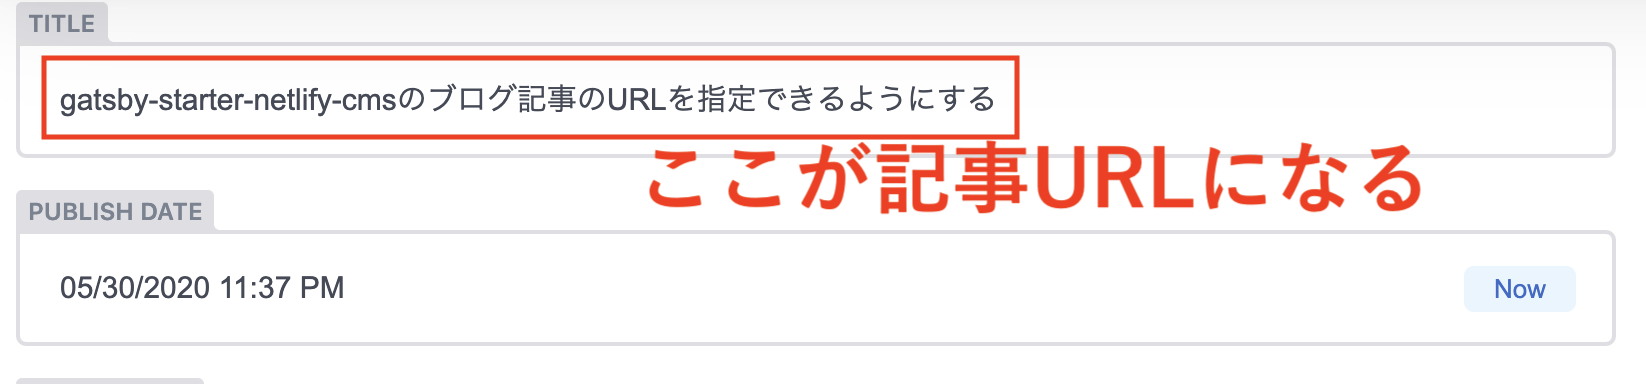 TITLE
gatsby-starter-netlify-cmsのブログ記事のURLを指定できるようにする
ここが記事URLになる
PUBLISH DATE
05/30/2020 11:37 PM
Now